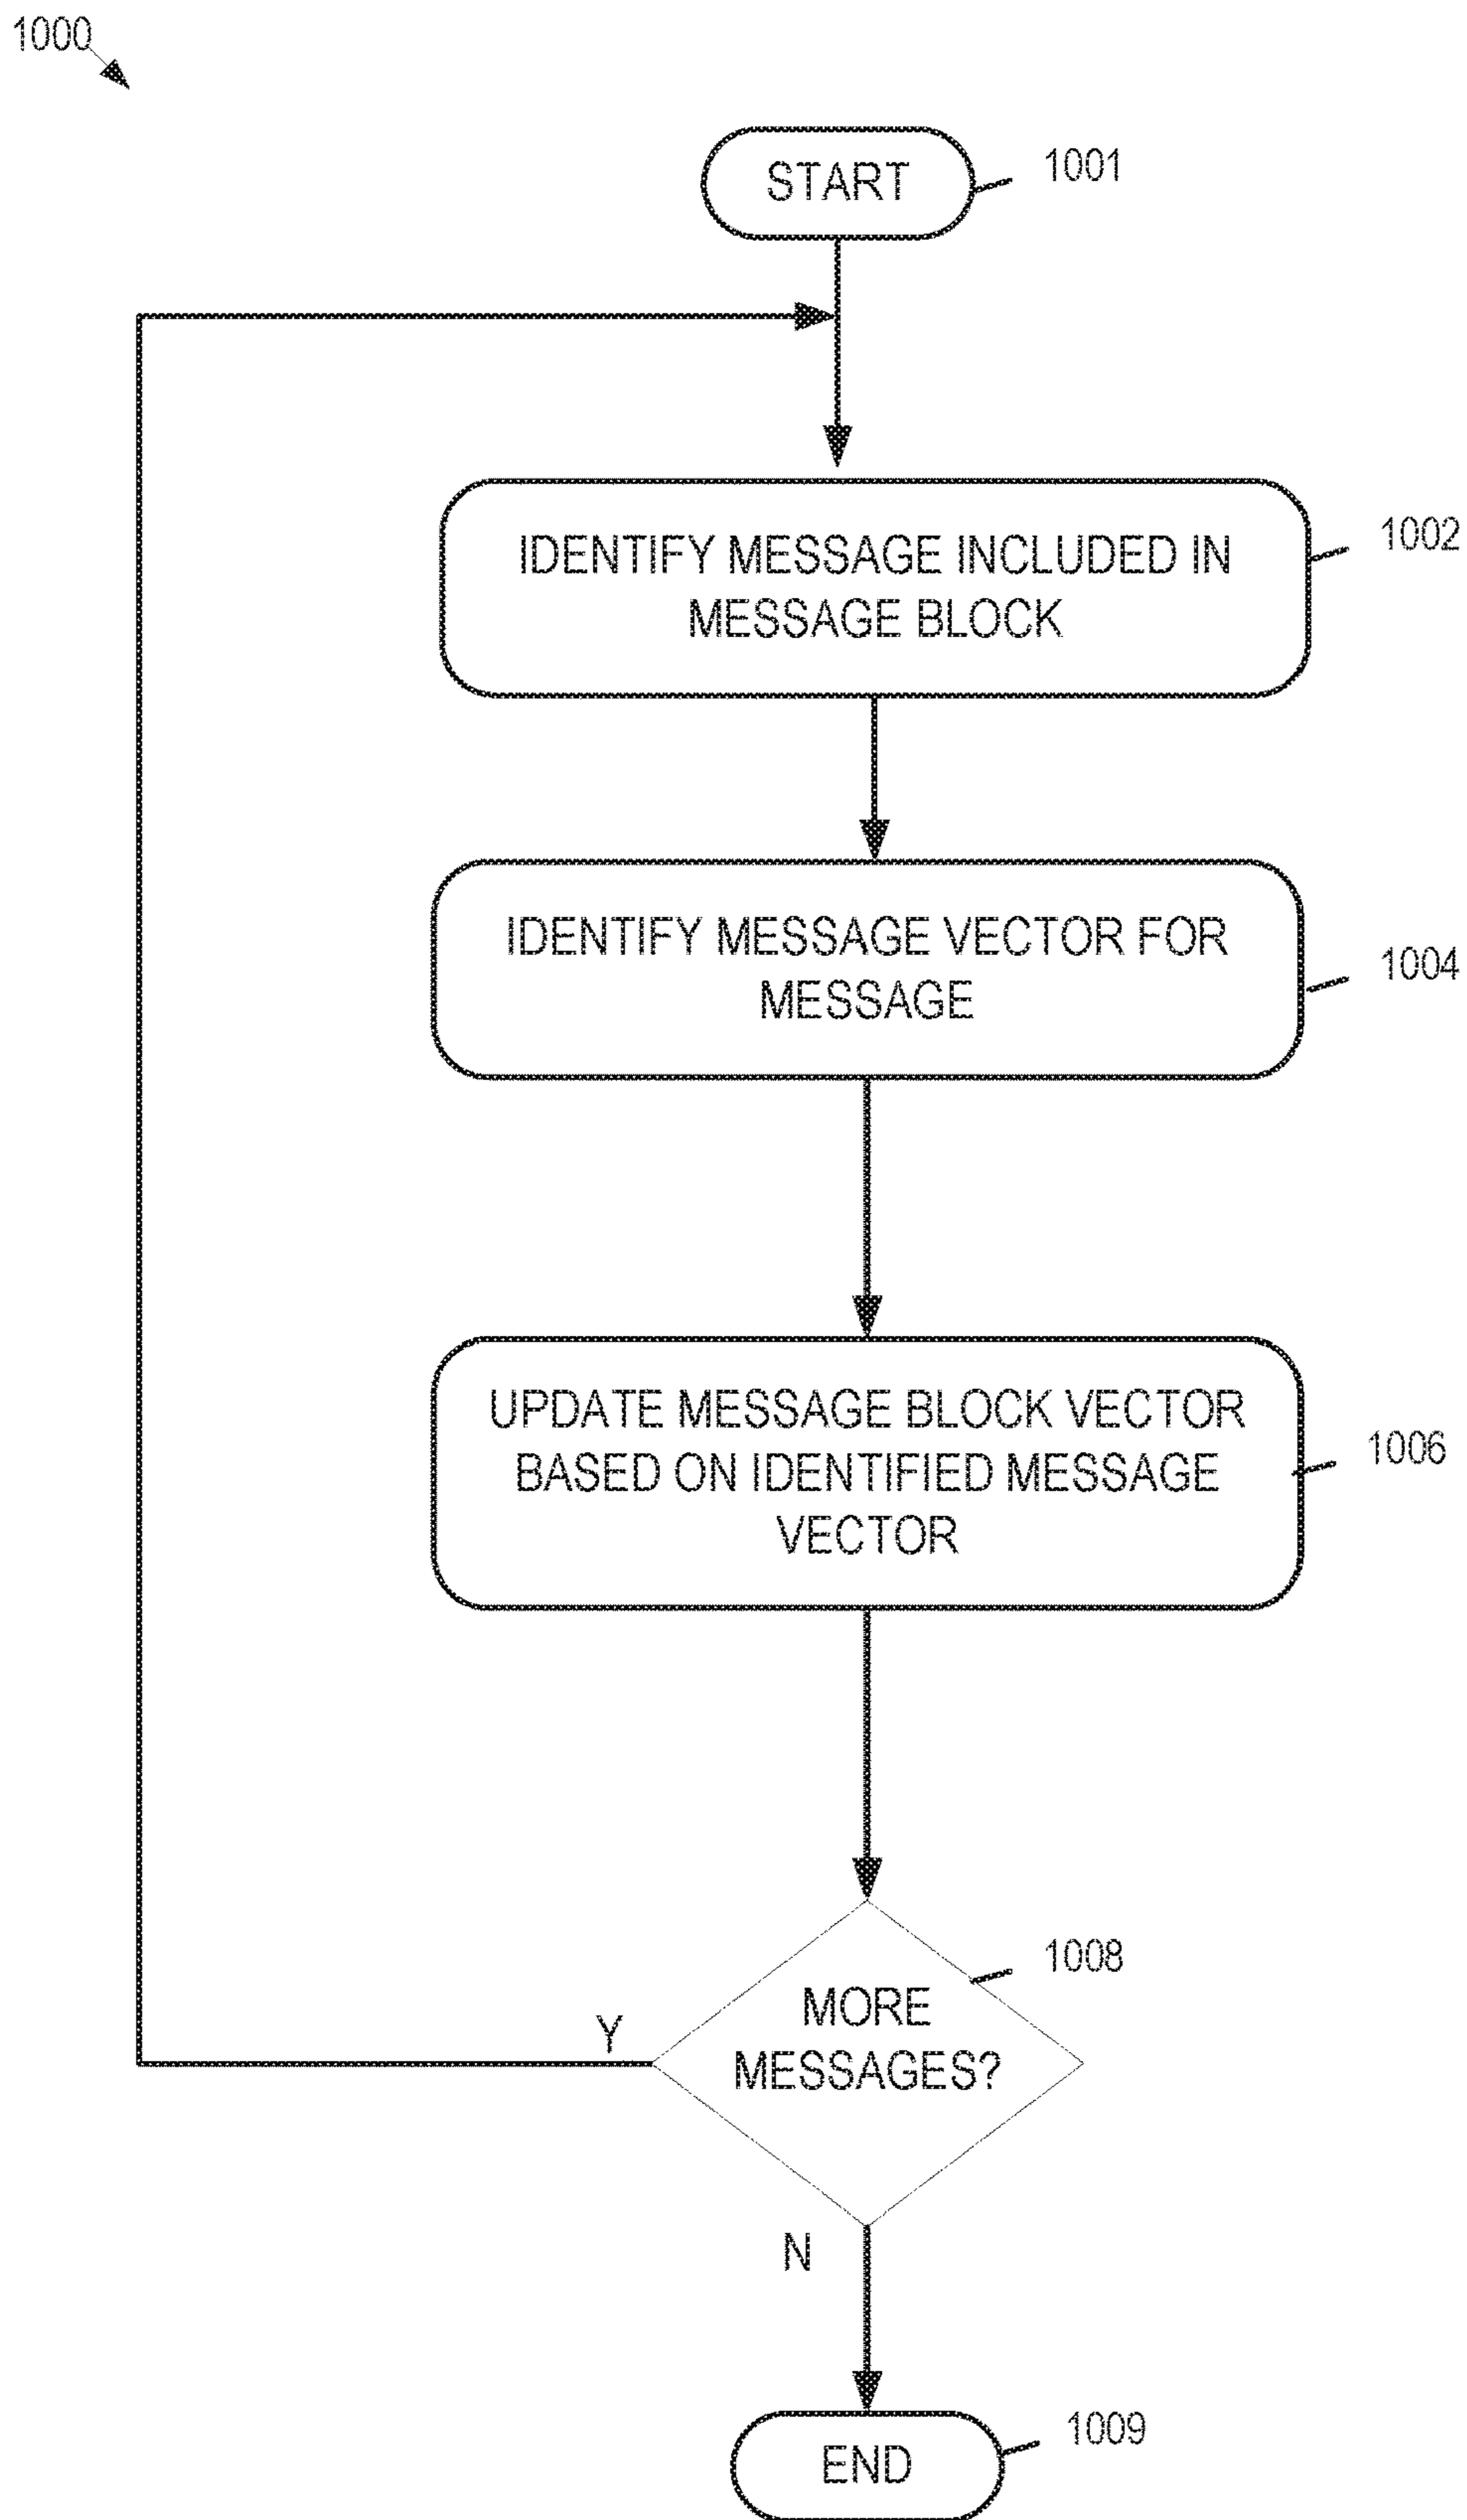 1000
START
1001
IDENTIFY MESSAGE INCLUDED IN
MESSAGE BLOCK
1002
IDENTIFY MESSAGE VECTOR FOR
MESSAGE
1004
UPDATE MESSAGE BLOCK VECTOR
BASED ON IDENTIFIED MESSAGE
VECTOR
1006
1008
MORE
MESSAGES?
Y
N
END
1009